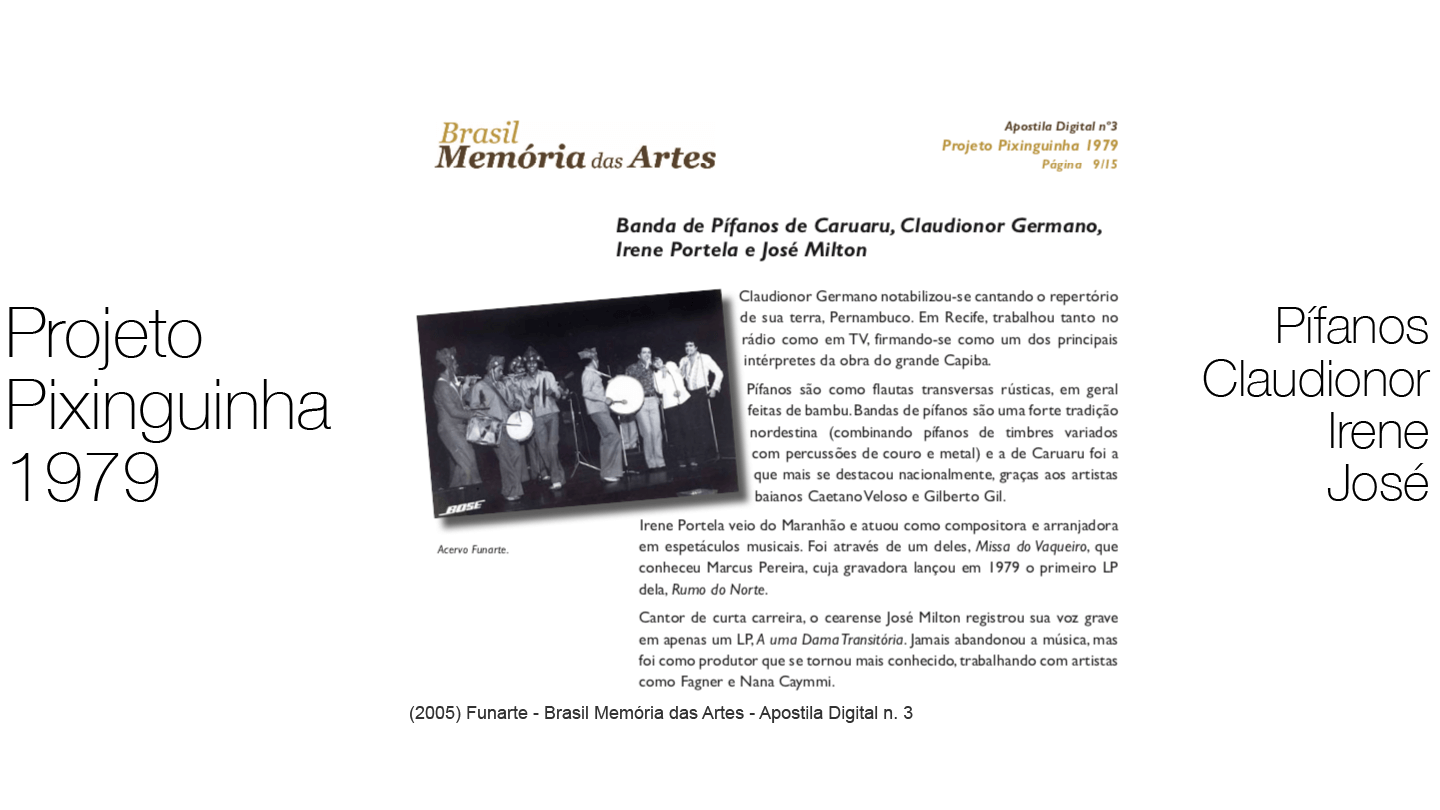 Projeto
Pixinguinha
1979
Brasil
Memória das Artes
Apostila Digital nº3
Projeto Pixinguinha 1979
Página 9/15
Banda de Pífanos de Caruaru, Claudionor Germano,
Irene Portela e José Milton
Claudionor Germano notabilizou-se cantando o repertório
de sua terra, Pernambuco. Em Recife, trabalhou tanto no
rádio como em TV, firmando-se como um dos principais
intérpretes da obra do grande Capiba.
Pífanos são como flautas transversas rústicas, em geral
feitas de bambu. Bandas de pífanos são uma forte tradição
nordestina (combinando pífanos de timbres variados
com percussões de couro e metal) e a de Caruaru foi a
que mais se destacou nacionalmente, graças aos artistas
baianos Caetano Veloso e Gilberto Gil.
BOSE
Acervo Funarte.
Irene Portela veio do Maranhão e atuou como compositora e arranjadora
em espetáculos musicais. Foi através de um deles, Missa do Vaqueiro, que
conheceu Marcus Pereira, cuja gravadora lançou em 1979 o primeiro LP
dela, Rumo do Norte.
Cantor de curta carreira, o cearense José Milton registrou sua voz grave
em apenas um LP, A uma Dama Transitória. Jamais abandonou a música, mas
foi como produtor que se tornou mais conhecido, trabalhando com artistas
como Fagner e Nana Caymmi.
(2005) Funarte - Brasil Memória das Artes - Apostila Digital n. 3
Pífanos
Claudionor
Irene
José